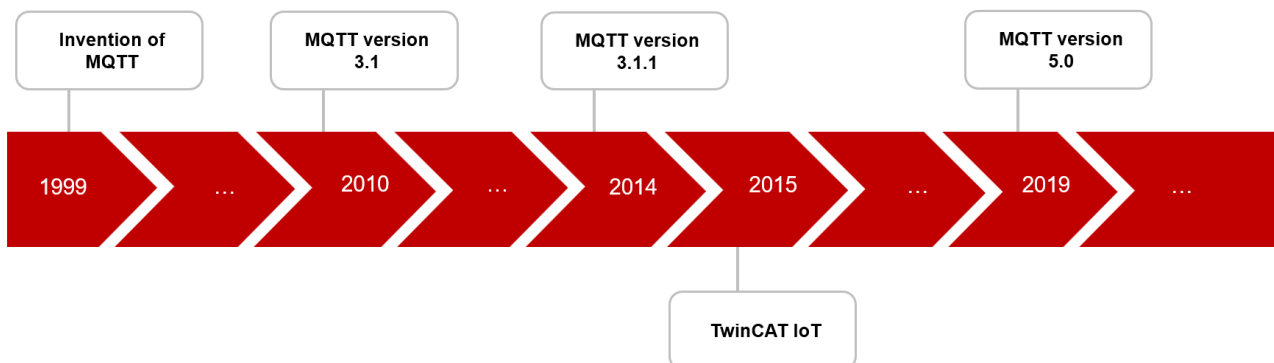 Invention of
MQTT
MQTT version
3.1
MQTT version
3.1.1
MQTT version
5.0
1999
...
2010
...
2014
2015
...
2019
...
TwinCAT IoT